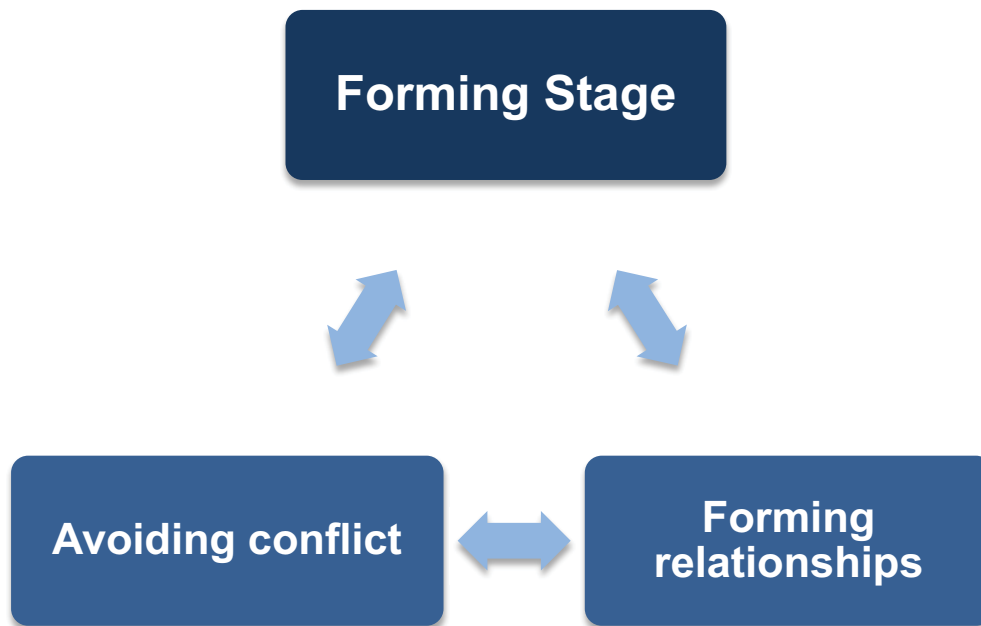 Forming Stage
Avoiding conflict
Forming
relationships